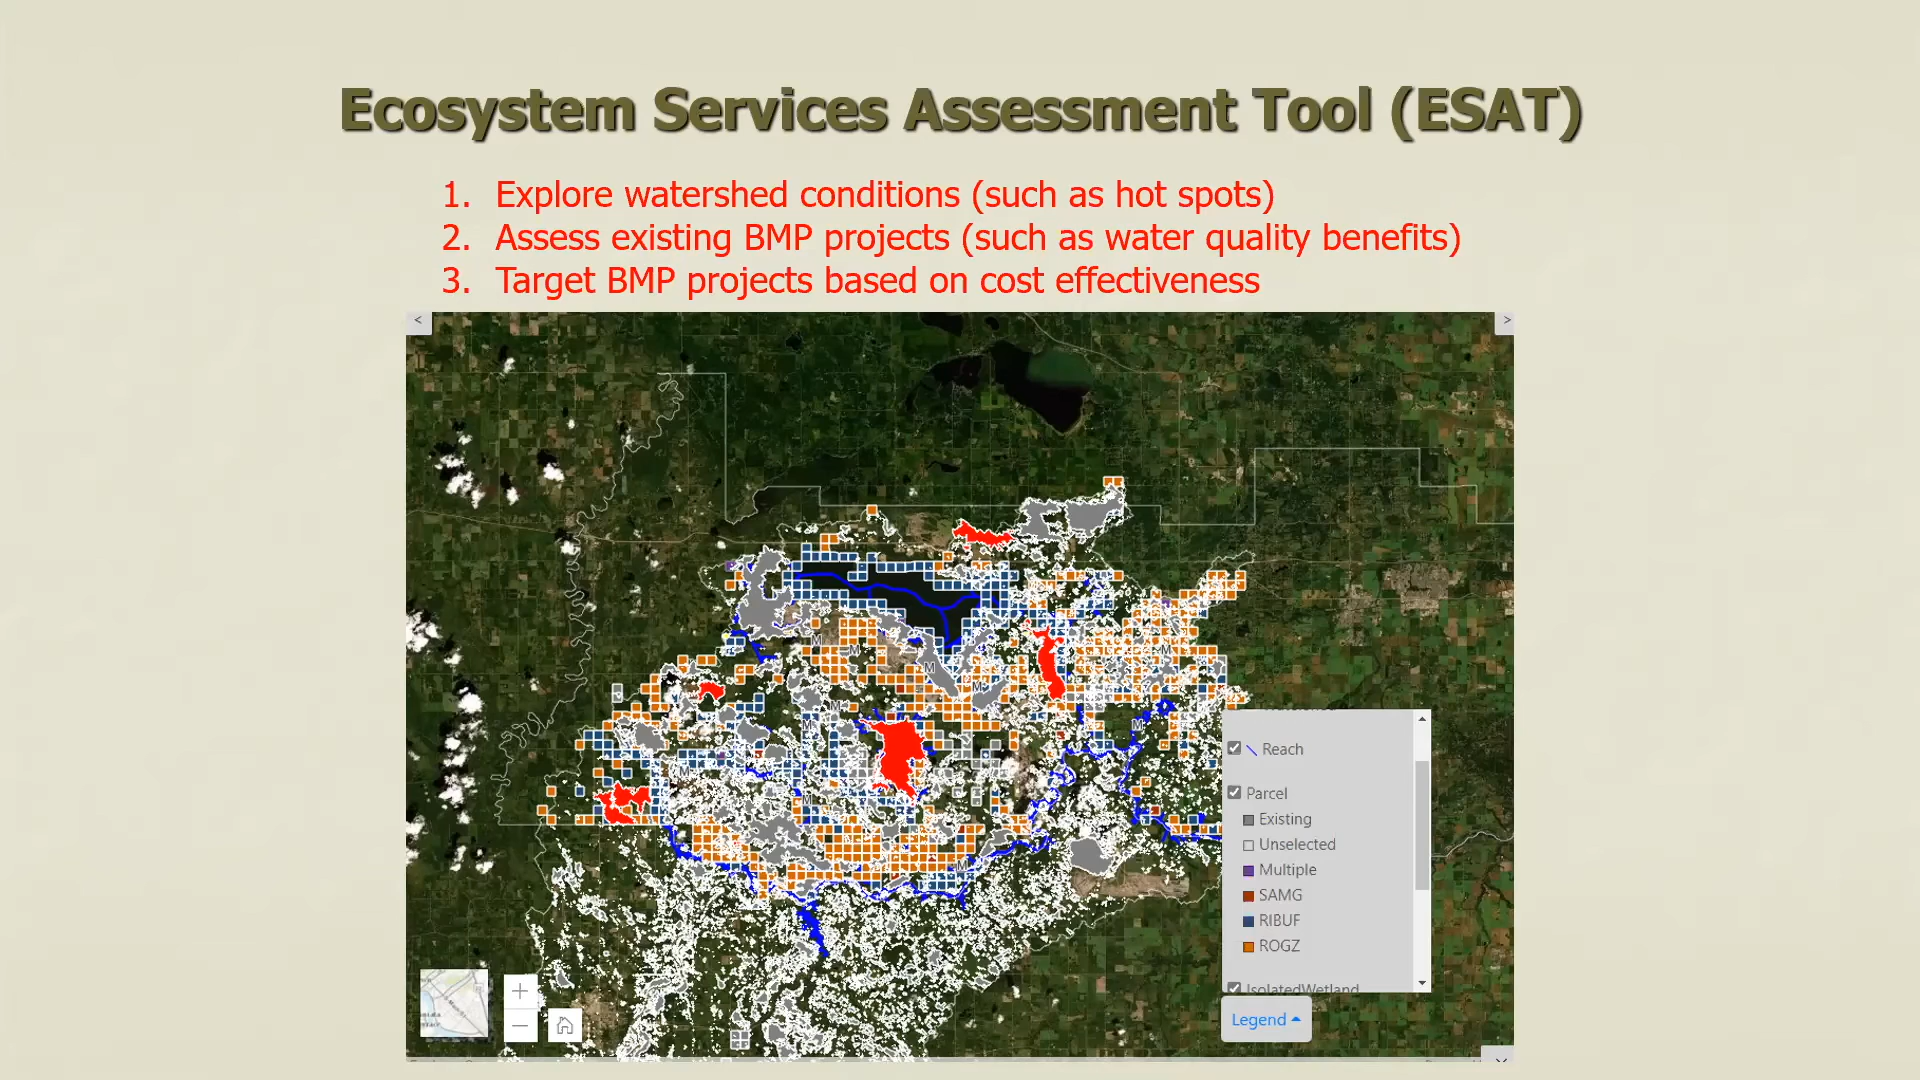 Ecosystem Services Assessment Tool (ESAT)
1. Explore watershed conditions (such as hot spots)
2. Assess existing BMP projects (such as water quality benefits)
3. Target BMP projects based on cost effectiveness
< >
M
M
M
M
M
M
M
M
M
M
Reach
Parcel
Existing
Unselected
Multiple
SAMG
RIBUF
ROGZ
IsolatedWetland
+
−
Legend